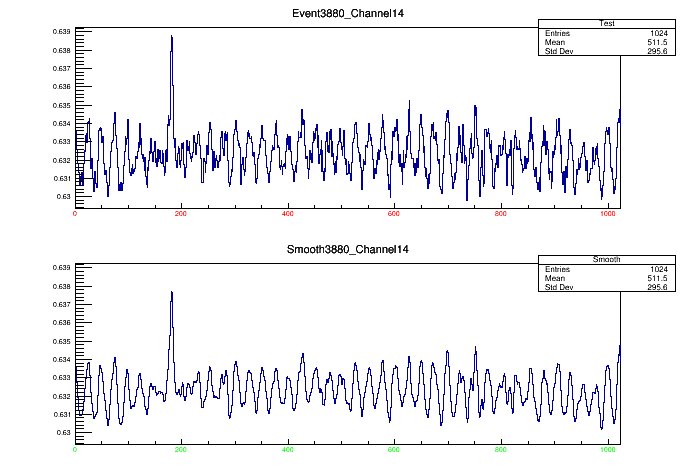 Event3880_Channel14
Test
Entries 1024
Mean 511.5
Std Dev 295.6
0.639
0.638
0.637
0.636
0.635
0.634
0.633
0.632
0.631
0.63
0 200 400 600 800 1000
Smooth3880_Channel14
Smooth
Entries 1024
Mean 511.5
Std Dev 295.6
0.639
0.638
0.637
0.636
0.635
0.634
0.633
0.632
0.631
0.63
0 200 400 600 800 1000